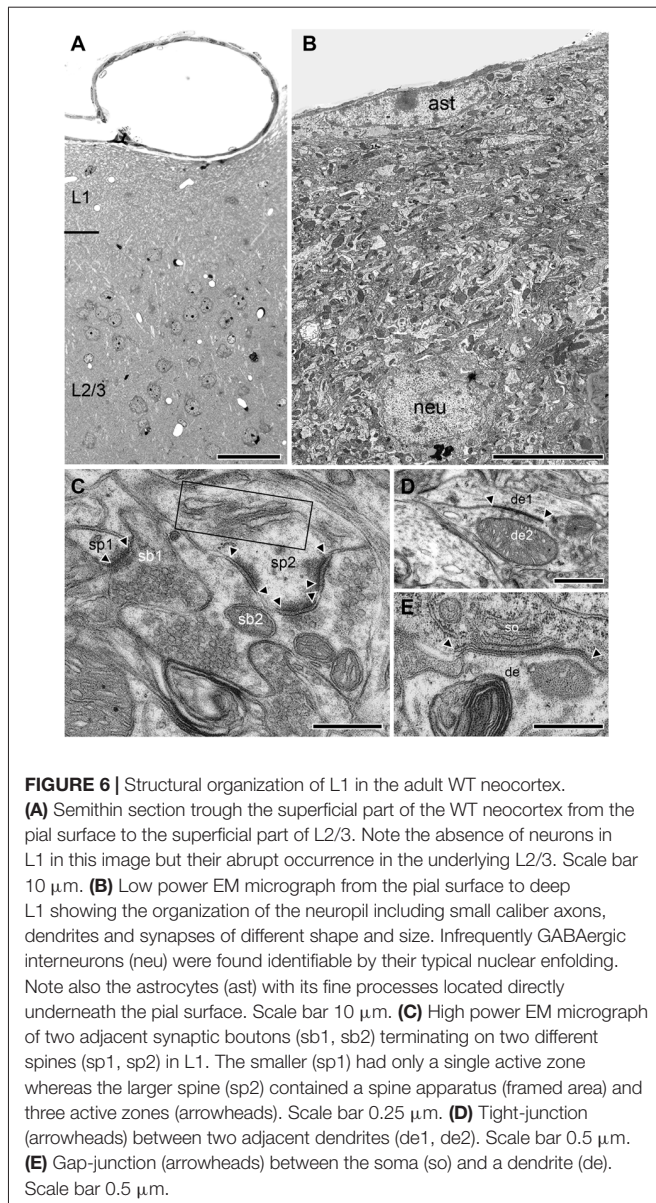 A
B
ast
L1
L2/3
neu
C
sp1
sb1
sp2
sb2
D
de1
de2
E
so
de
FIGURE 6 | Structural organization of L1 in the adult WT neocortex.
(A) Semithin section trough the superficial part of the WT neocortex from the
pial surface to the superficial part of L2/3. Note the absence of neurons in
L1 in this image but their abrupt occurrence in the underlying L2/3. Scale bar
10 μm. (B) Low power EM micrograph from the pial surface to deep
L1 showing the organization of the neuropil including small caliber axons,
dendrites and synapses of different shape and size. Infrequently GABAergic
interneurons (neu) were found identifiable by their typical nuclear enfolding.
Note also the astrocytes (ast) with its fine processes located directly
underneath the pial surface. Scale bar 10 μm. (C) High power EM micrograph
of two adjacent synaptic boutons (sb1, sb2) terminating on two different
spines (sp1, sp2) in L1. The smaller (sp1) had only a single active zone
whereas the larger spine (sp2) contained a spine apparatus (framed area) and
three active zones (arrowheads). Scale bar 0.25 μm. (D) Tight-junction
(arrowheads) between two adjacent dendrites (de1, de2). Scale bar 0.5 μm.
(E) Gap-junction (arrowheads) between the soma (so) and a dendrite (de).
Scale bar 0.5 μm.